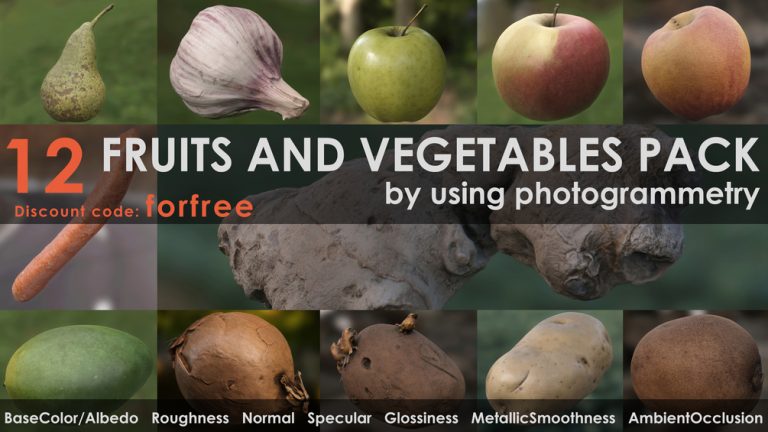 12 FRUITS AND VEGETABLES PACK
by using photogrammetry
Discount code: forfree
BaseColor/Albedo Roughness Normal Specular Glossiness MetallicSmoothness AmbientOcclusion